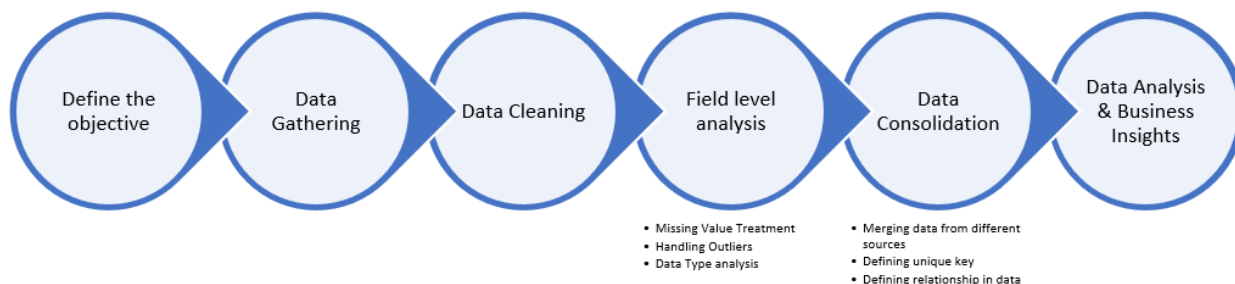 Define the
objective
Data
Gathering
Data Cleaning
Field level
analysis
Data
Consolidation
Data Analysis
& Business
Insights
• Missing Value Treatment
• Handling Outliers
• Data Type analysis
• Merging data from different
sources
• Defining unique key
• Defining relationship in data